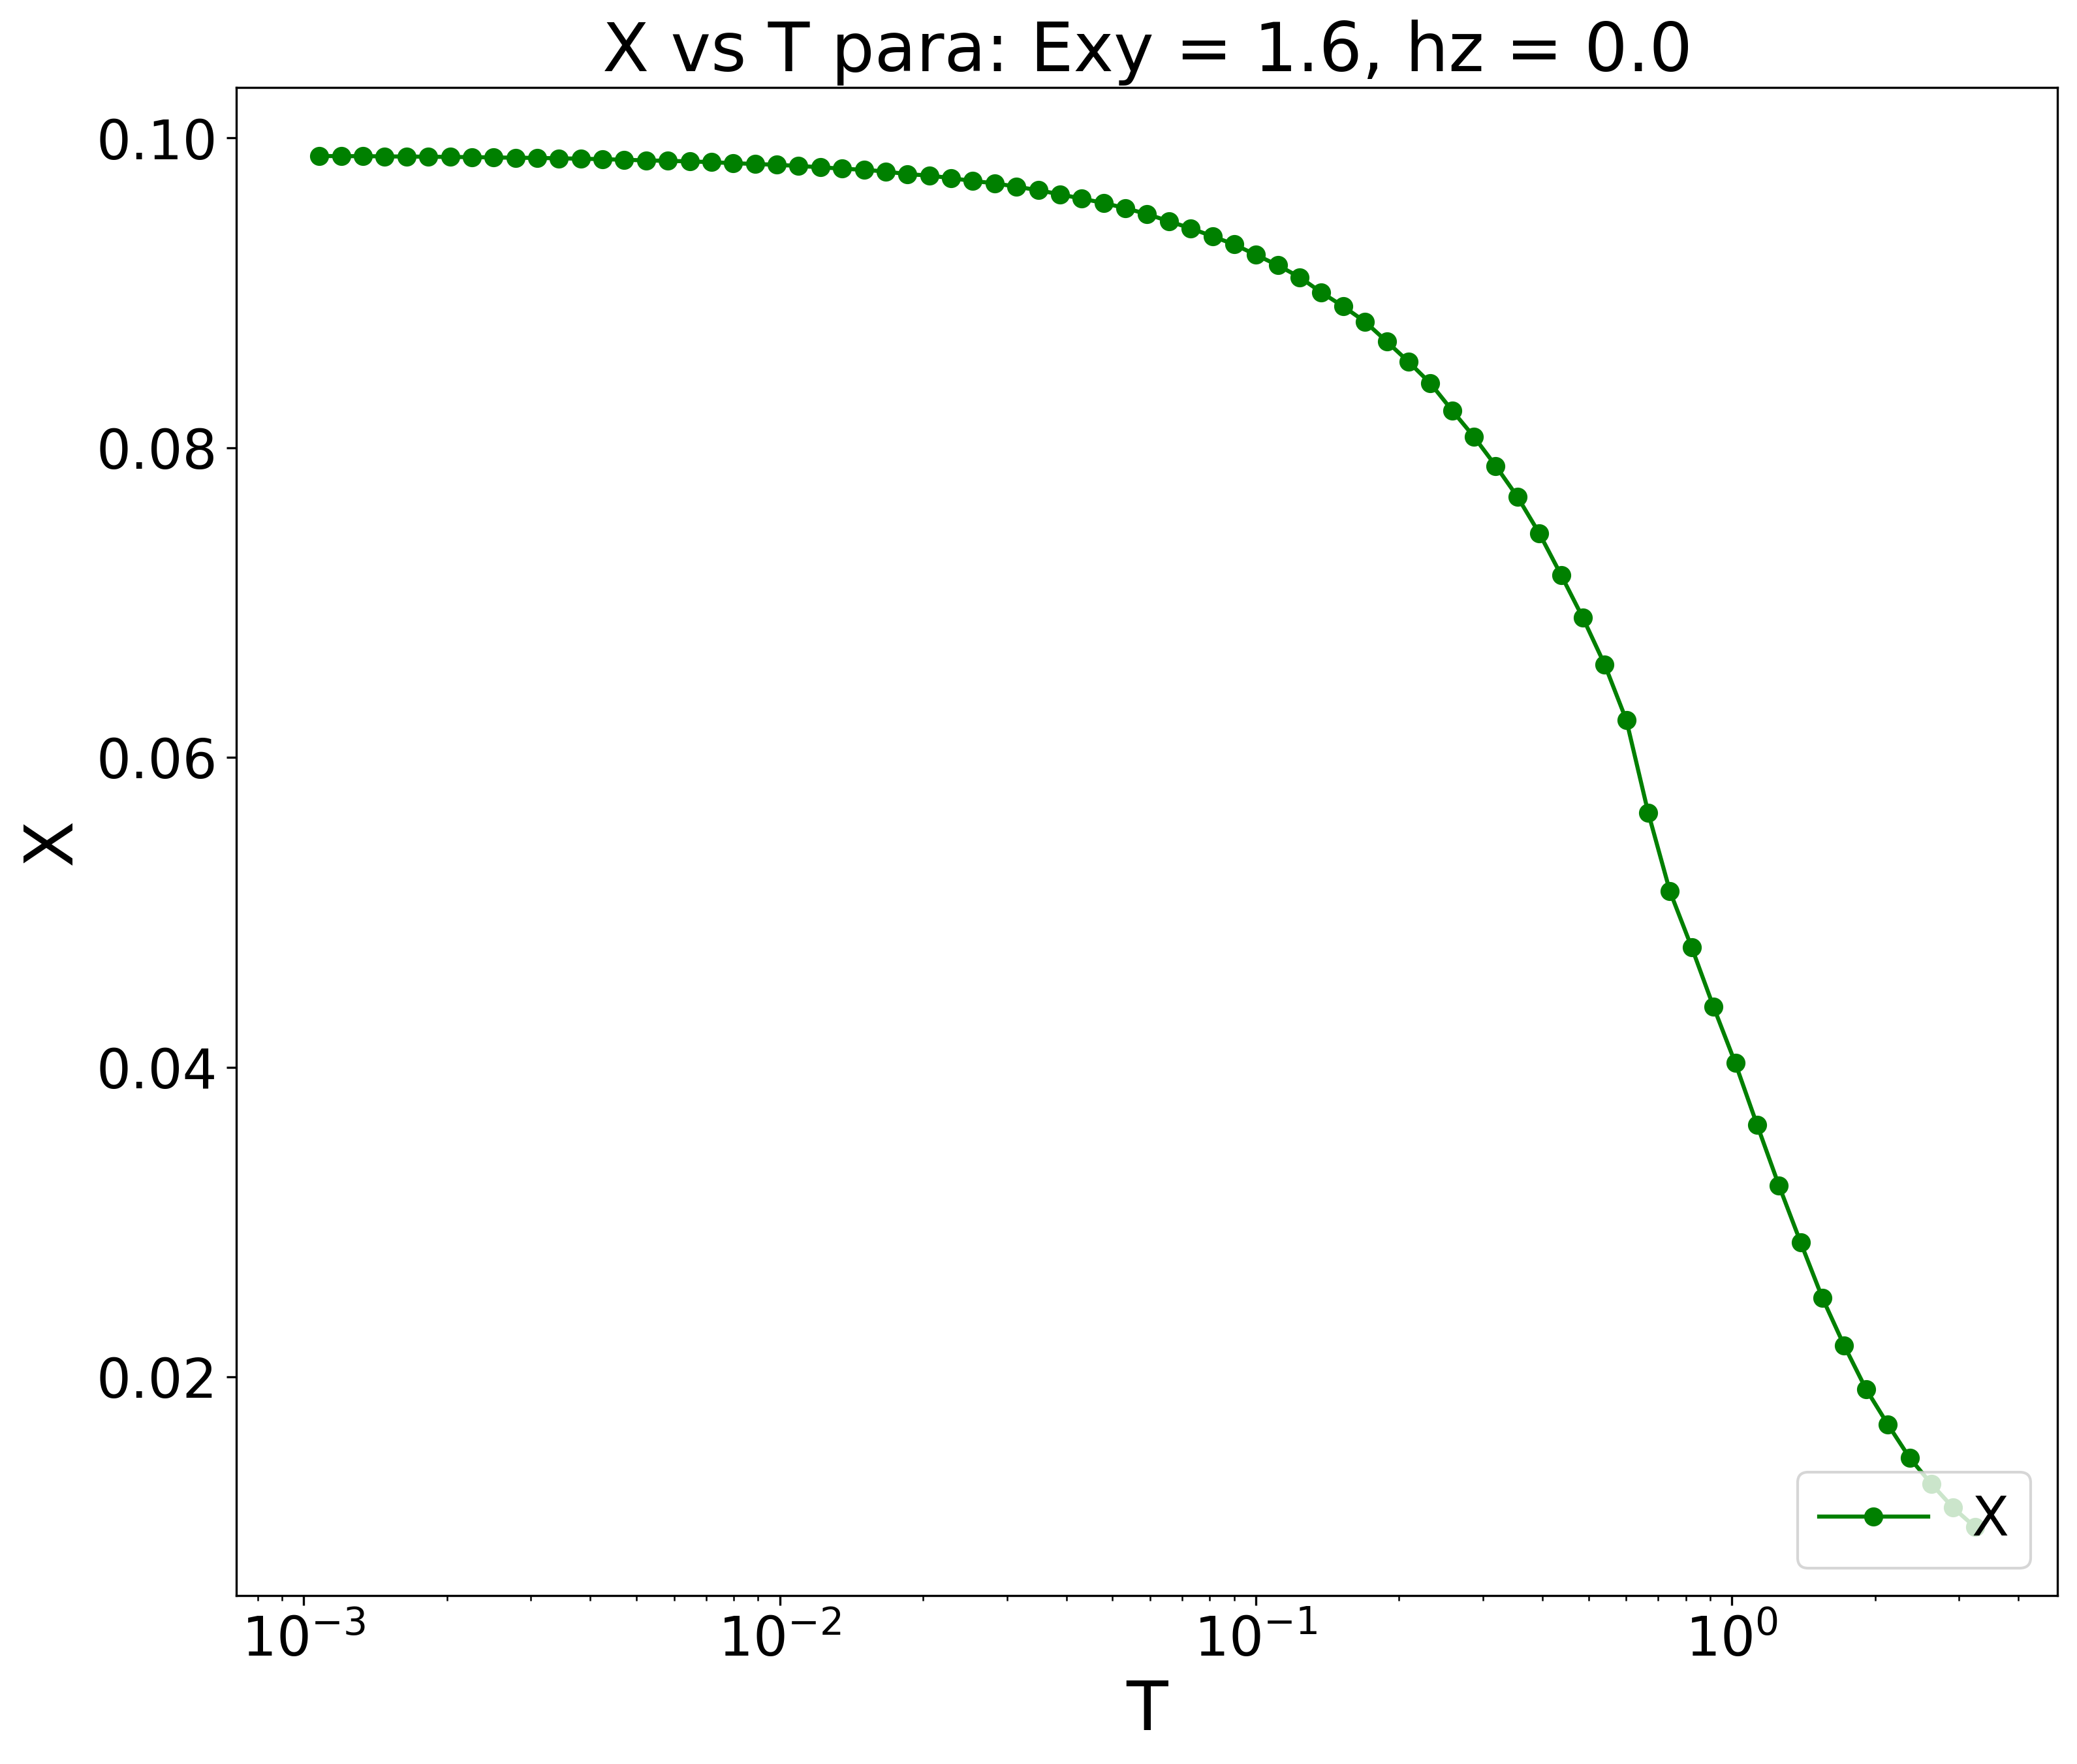 X vs T para: Exy = 1.6, hz = 0.0
0.10
0.08
0.06
0.04
0.02
X
X
10⁻³ 10⁻² 10⁻¹ 10⁰
T